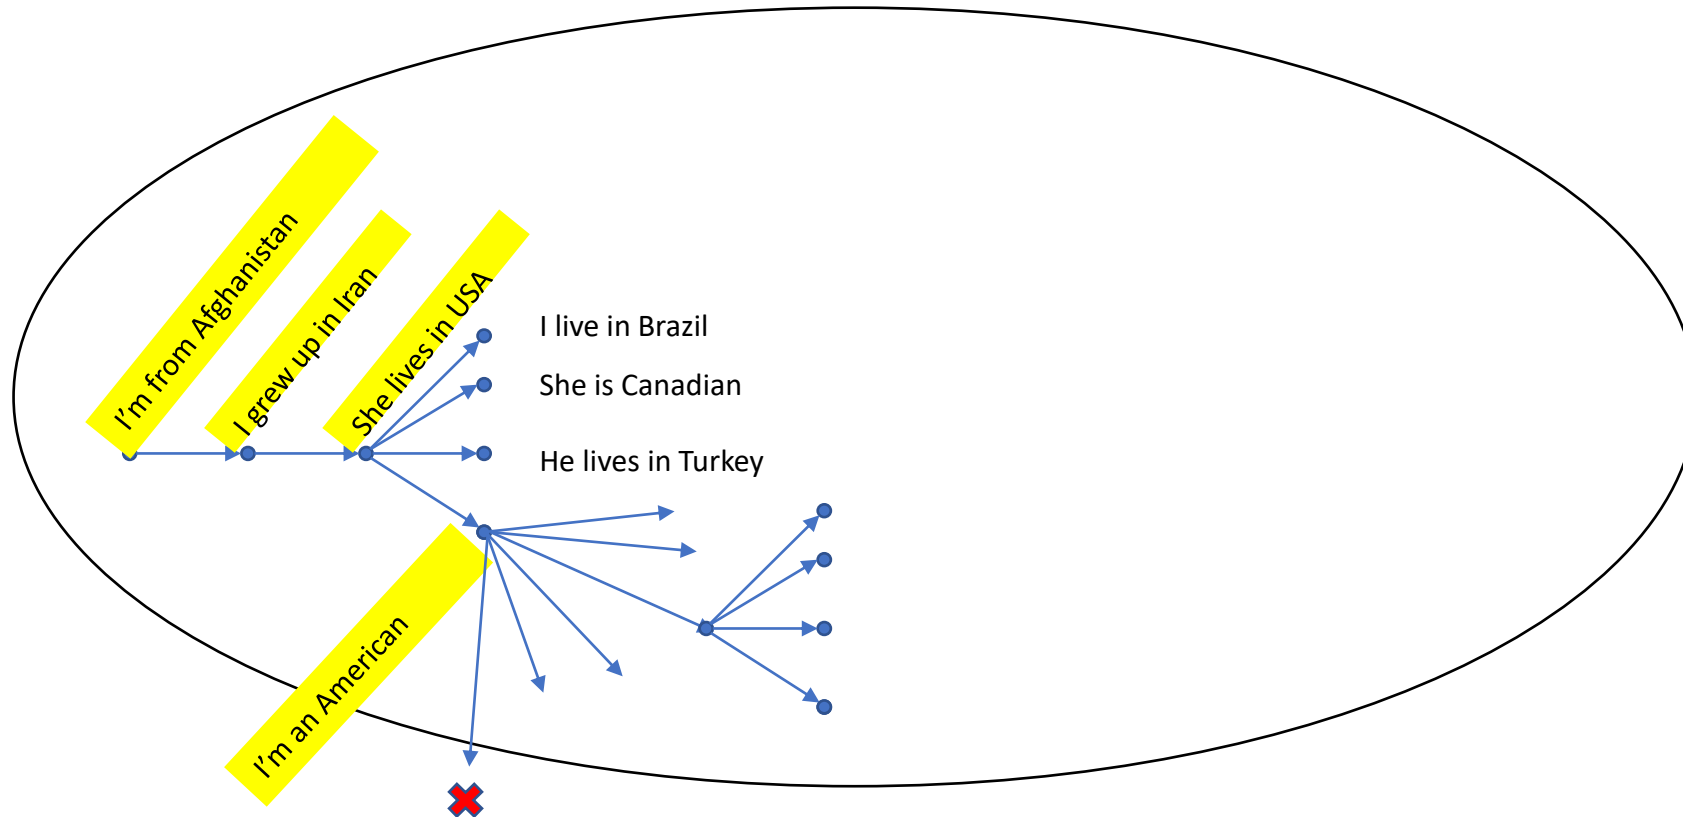 I'm from Afghanistan
I grew up in Iran
She lives in USA
I live in Brazil
She is Canadian
He lives in Turkey
I'm an American